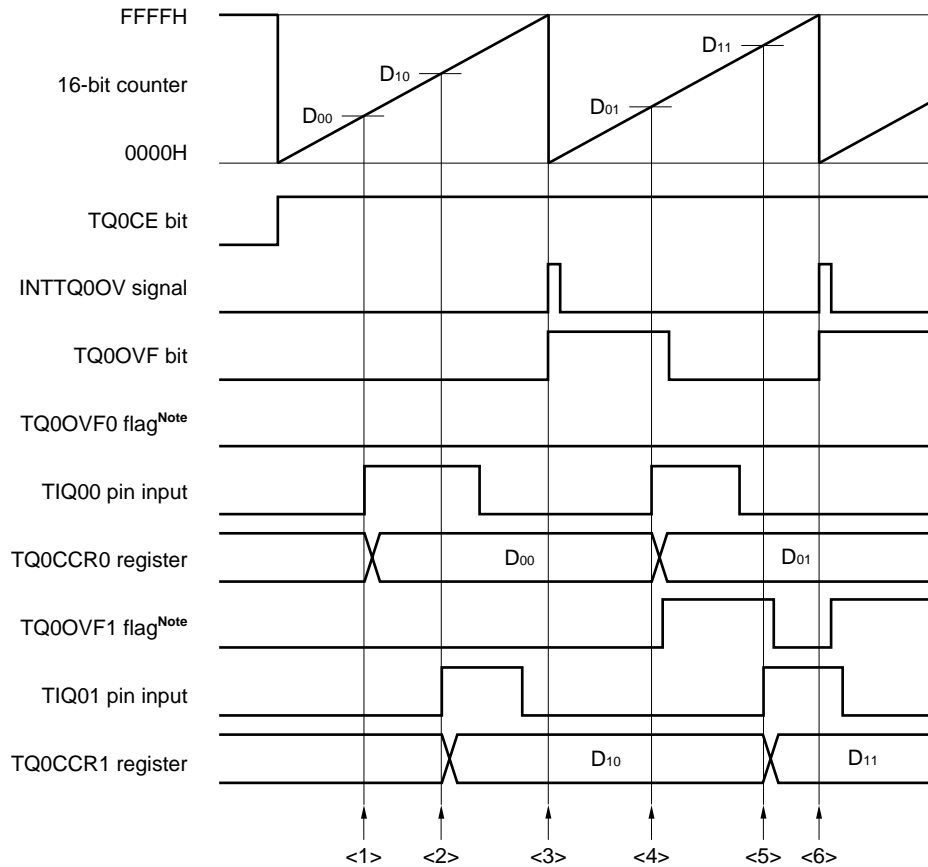 FFFFH
16-bit counter
0000H
D00
D10
D01
D11
TQ0CE bit
INTTQ0OV signal
TQ0OVF bit
TQ0OVF0 flagNote
TIQ00 pin input
TQ0CCR0 register
D00
D01
TQ0OVF1 flagNote
TIQ01 pin input
TQ0CCR1 register
D10
D11
<1> <2> <3> <4> <5> <6>